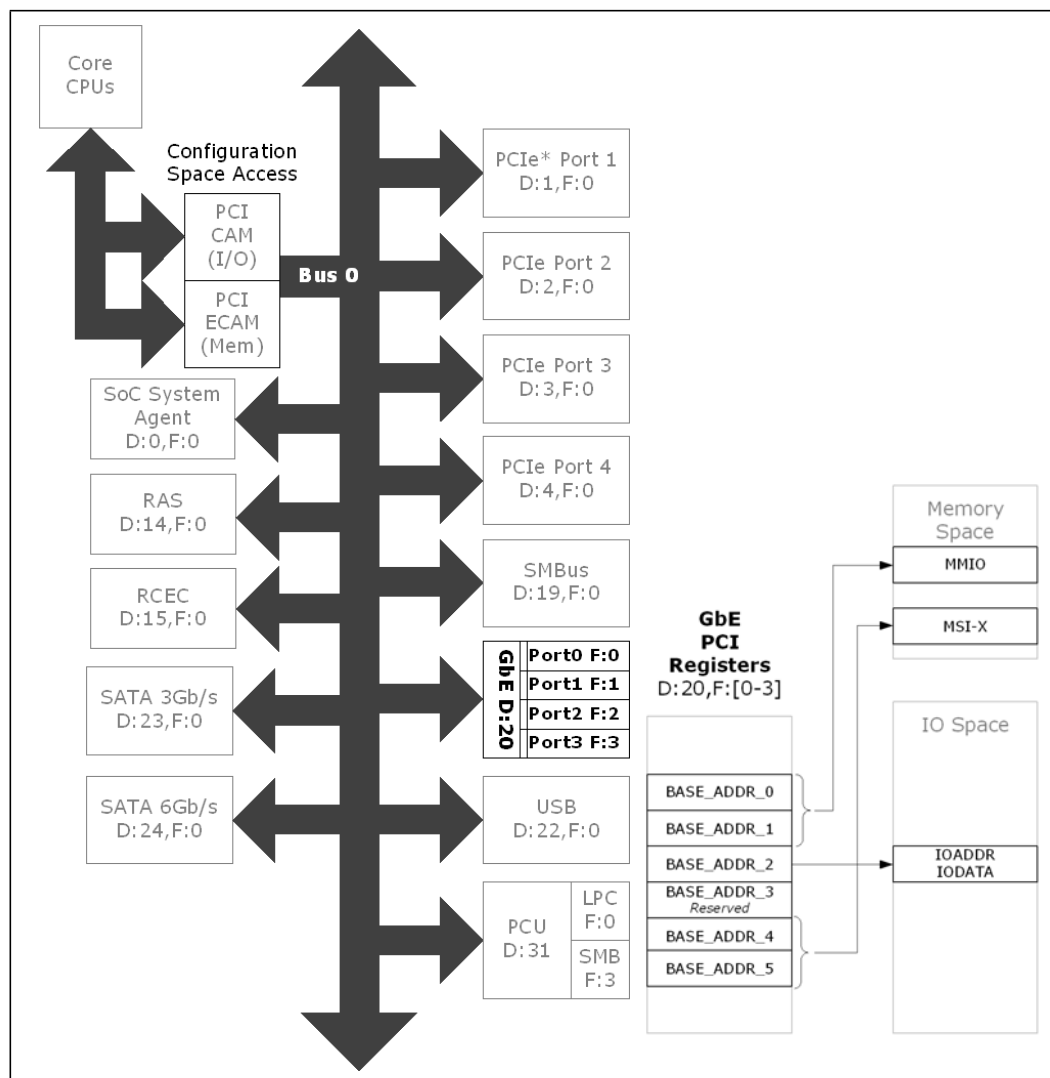 Core
CPUs
Configuration
Space Access
PCI
CAM
(I/O)
PCI
ECAM
(Mem)
Bus 0
SoC System
Agent
D:0,F:0
RAS
D:14,F:0
RCEC
D:15,F:0
SATA 3Gb/s
D:23,F:0
SATA 6Gb/s
D:24,F:0
PCIe* Port 1
D:1,F:0
PCIe Port 2
D:2,F:0
PCIe Port 3
D:3,F:0
PCIe Port 4
D:4,F:0
SMBus
D:19,F:0
GbE D:20
Port0 F:0
Port1 F:1
Port2 F:2
Port3 F:3
USB
D:22,F:0
PCU
D:31
LPC
F:0
SMB
F:3
GbE
PCI
Registers
D:20,F:[0-3]
BASE_ADDR_0
BASE_ADDR_1
BASE_ADDR_2
BASE_ADDR_3
Reserved
BASE_ADDR_4
BASE_ADDR_5
Memory
Space
MMIO
MSI-X
IO Space
IOADDR
IODATA